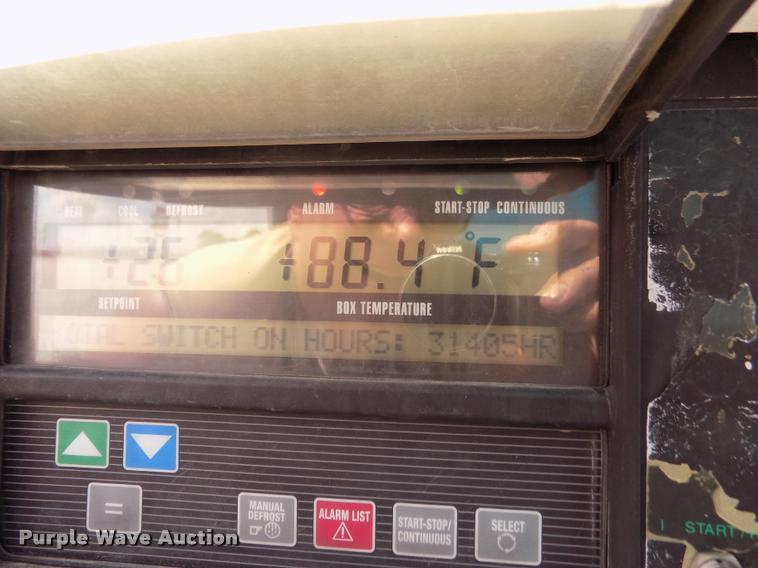 HEAT COOL DEFROST ALARM START-STOP CONTINUOUS
+88.4 °F
SETPOINT BOX TEMPERATURE
TOTAL SWITCH ON HOURS: 31405HR
=
MANUAL DEFROST
ALARM LIST
START-STOP/ CONTINUOUS
SELECT
I START/
Purple Wave Auction